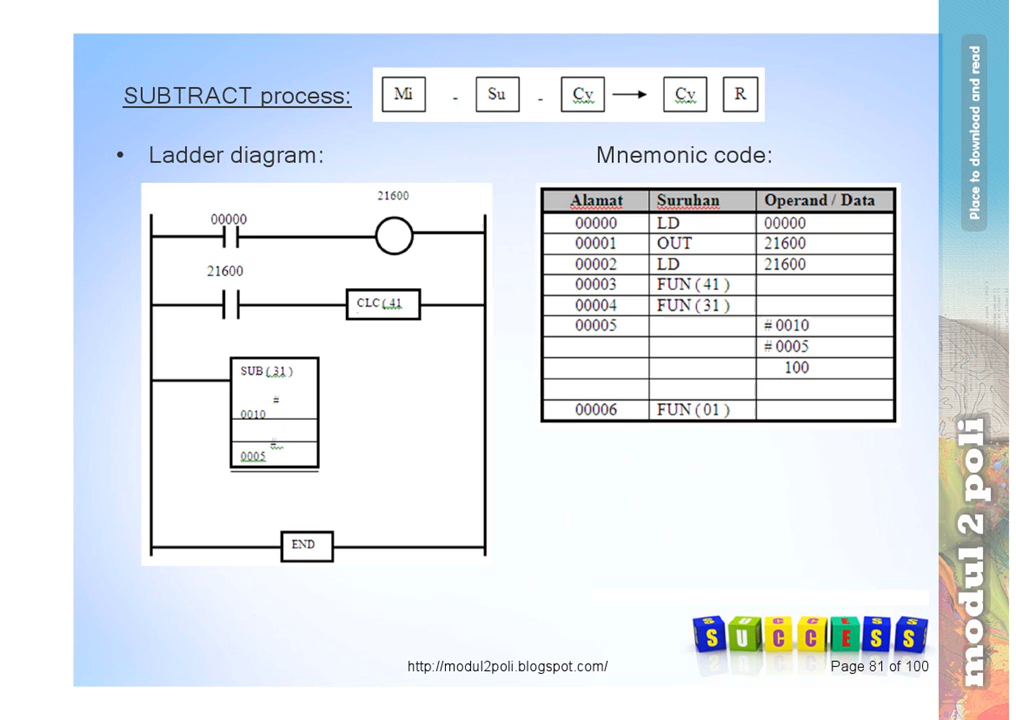 SUBTRACT process:
Mi - Su - Cy → Cy R
• Ladder diagram:
Mnemonic code:
21600
00000
21600
CLC ( 41
SUB ( 31 )
#
0010
#
0005
END
Alamat Suruhan Operand / Data
00000 LD 00000
00001 OUT 21600
00002 LD 21600
00003 FUN ( 41 )
00004 FUN ( 31 )
00005 # 0010
# 0005
100
00006 FUN ( 01 )
SUCCESS
http://modul2poli.blogspot.com/
Page 81 of 100
Place to download and read
modul 2 poli